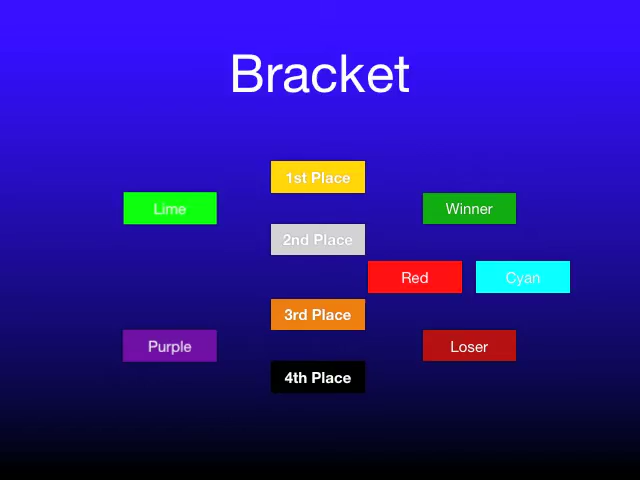 Bracket
1st Place
Lime
Winner
2nd Place
Red
Cyan
3rd Place
Purple
Loser
4th Place